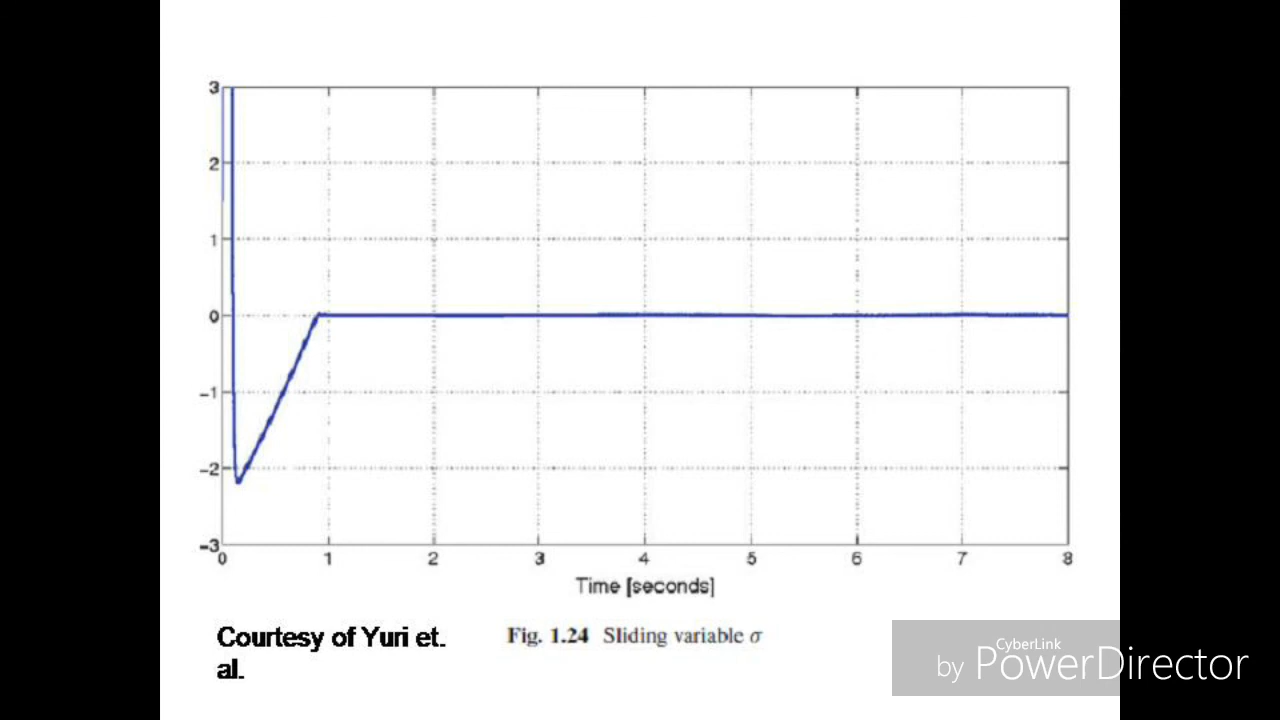 3
2
1
0
−1
−2
−3
0 1 2 3 4 5 6 7 8
Time [seconds]
Fig. 1.24 Sliding variable σ
Courtesy of Yuri et.
al.
CyberLink
by PowerDirector